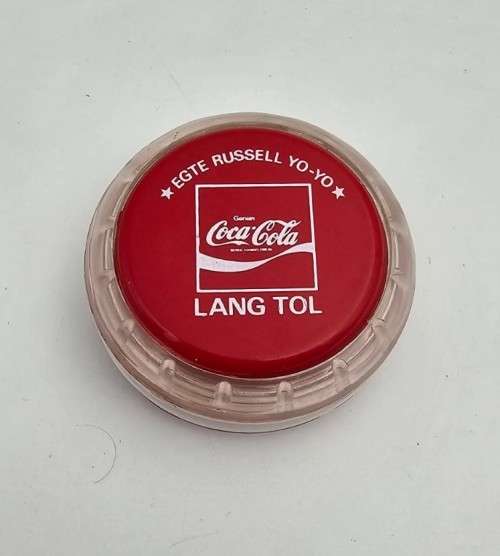 ★ EGTE RUSSELL YO-YO ★
Geniet
Coca-Cola
LANG TOL